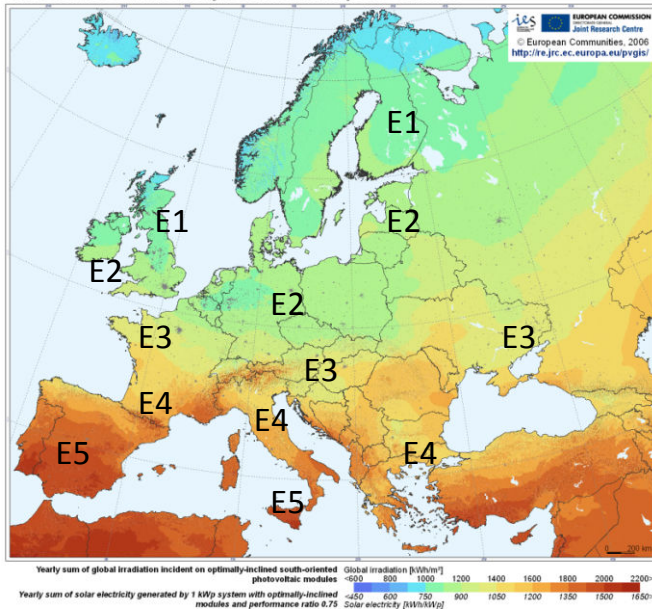 ies
EUROPEAN COMMISSION
DIRECTORATE-GENERAL
Joint Research Centre
© European Communities, 2006
http://re.jrc.ec.europa.eu/pvgis/
E1
E1
E2
E2
E2
E3
E3
E3
E4
E4
E4
E5
E5
0 200 km
Yearly sum of global irradiation incident on optimally-inclined south-oriented
photovoltaic modules
Yearly sum of solar electricity generated by 1 kWp system with optimally-inclined
modules and performance ratio 0.75
Global irradiation [kWh/m²]
<600 800 1000 1200 1400 1600 1800 2000 2200>
<450 600 750 900 1050 1200 1350 1500 1650>
Solar electricity [kWh/kWp]